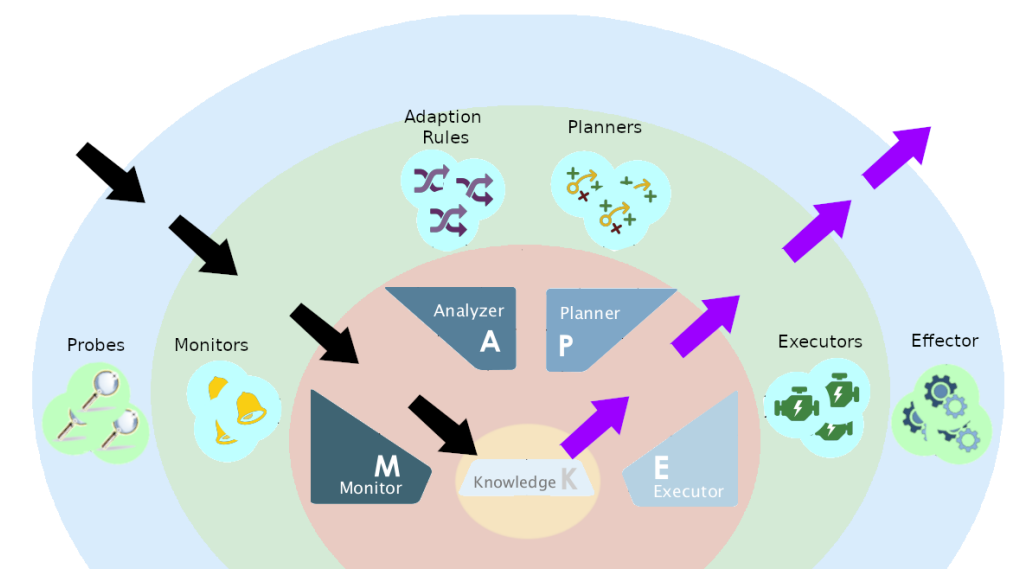 Adaption
Rules
Planners
Analyzer
A
Planner
P
Probes
Monitors
Executors
Effector
M
Monitor
Knowledge K
E
Executor